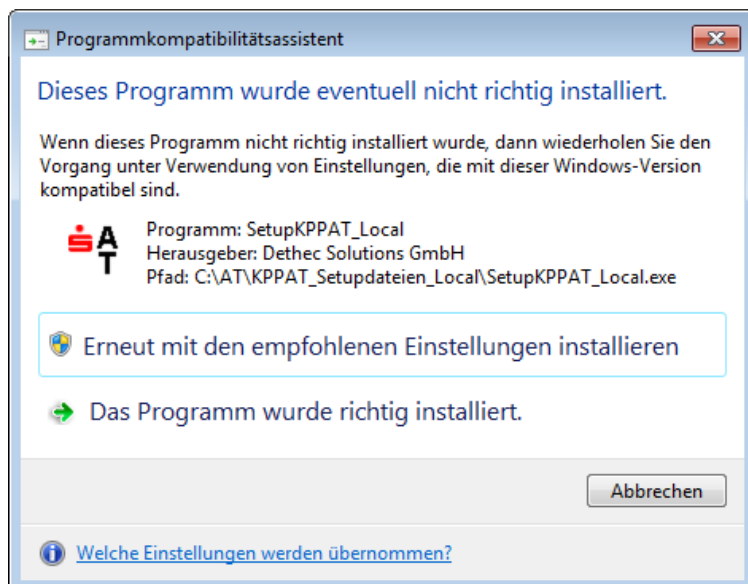 Programmkompatibilitätsassistent
Dieses Programm wurde eventuell nicht richtig installiert.
Wenn dieses Programm nicht richtig installiert wurde, dann wiederholen Sie den
Vorgang unter Verwendung von Einstellungen, die mit dieser Windows-Version
kompatibel sind.
S A
T
Programm: SetupKPPAT_Local
Herausgeber: Dethec Solutions GmbH
Pfad: C:\AT\KPPAT_Setupdateien_Local\SetupKPPAT_Local.exe
Erneut mit den empfohlenen Einstellungen installieren
Das Programm wurde richtig installiert.
Abbrechen
Welche Einstellungen werden übernommen?